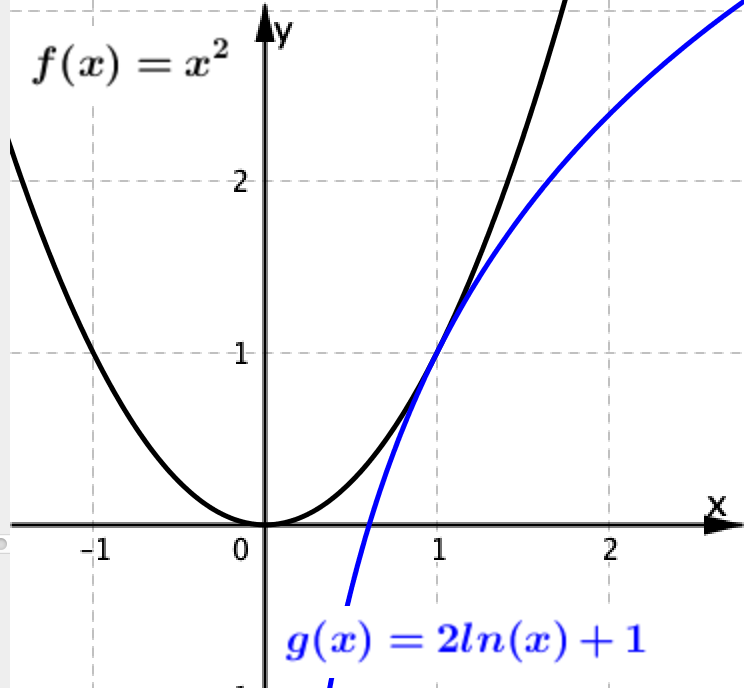 y
f(x) = x²
2
1
x
-1 0 1 2
g(x) = 2ln(x) + 1